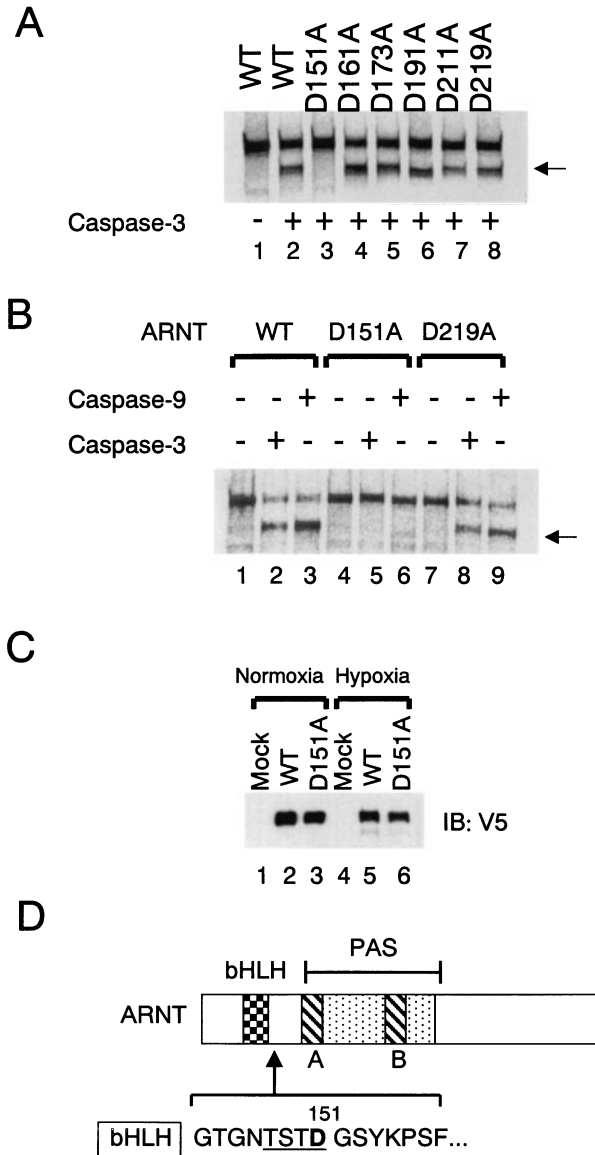 A
WT WT D151A D161A D173A D191A D211A D219A
Caspase-3 - + + + + + + +
1 2 3 4 5 6 7 8
B
ARNT WT D151A D219A
Caspase-9 - - + - - + - - +
Caspase-3 - + - - + - - + -
1 2 3 4 5 6 7 8 9
C
Normoxia Hypoxia
Mock WT D151A Mock WT D151A
IB: V5
1 2 3 4 5 6
D
PAS
bHLH
ARNT
A B
151
bHLH GTGNTSTD GSYKPSF...